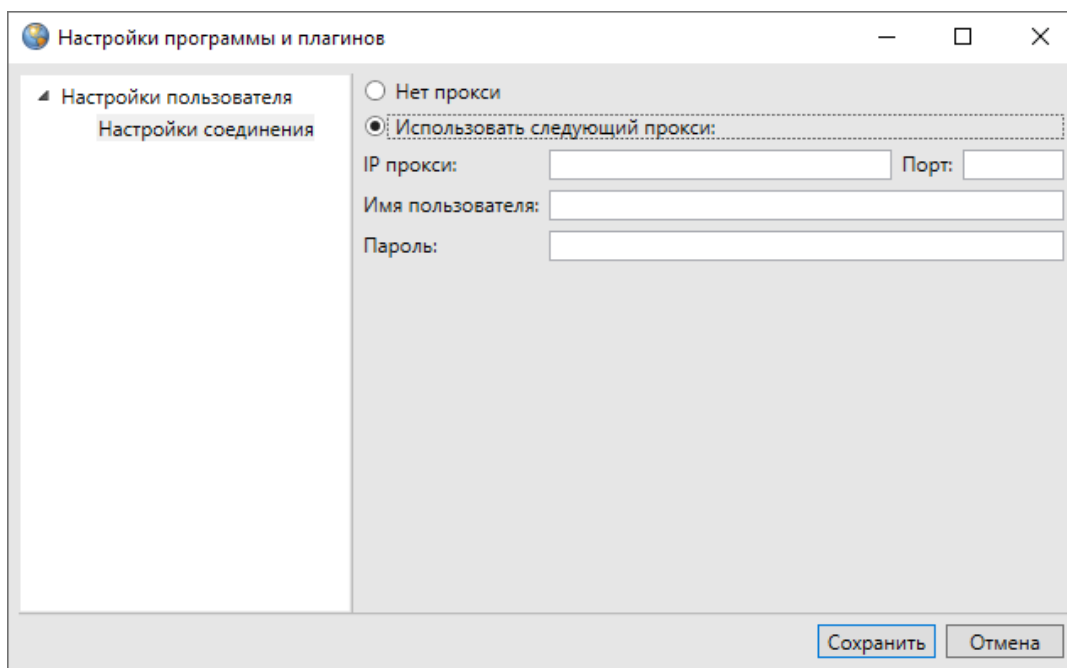 Настройки программы и плагинов
Настройки пользователя
Настройки соединения
Нет прокси
Использовать следующий прокси:
IP прокси: Порт:
Имя пользователя:
Пароль:
Сохранить Отмена